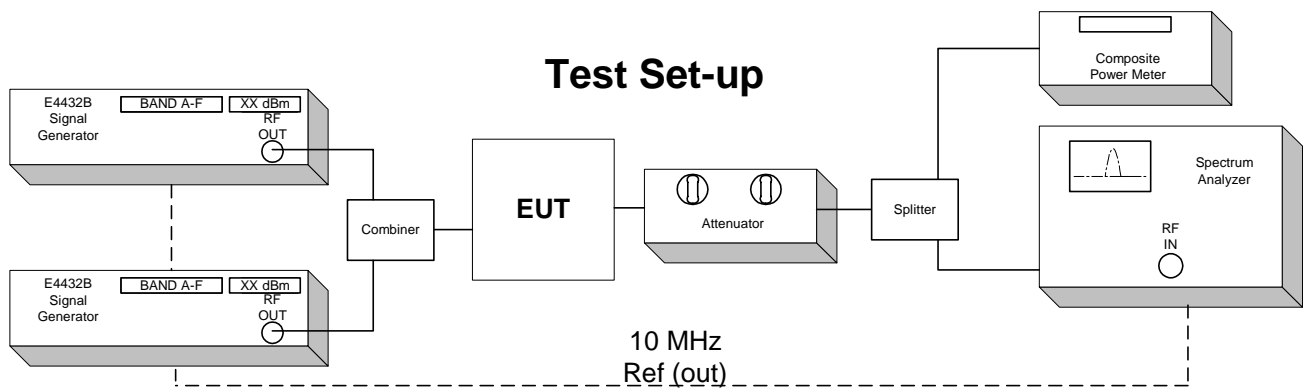 Test Set-up
E4432B
Signal
Generator
BAND A-F
XX dBm
RF
OUT
E4432B
Signal
Generator
BAND A-F
XX dBm
RF
OUT
Combiner
EUT
Attenuator
Splitter
Composite
Power Meter
Spectrum
Analyzer
RF
IN
10 MHz
Ref (out)